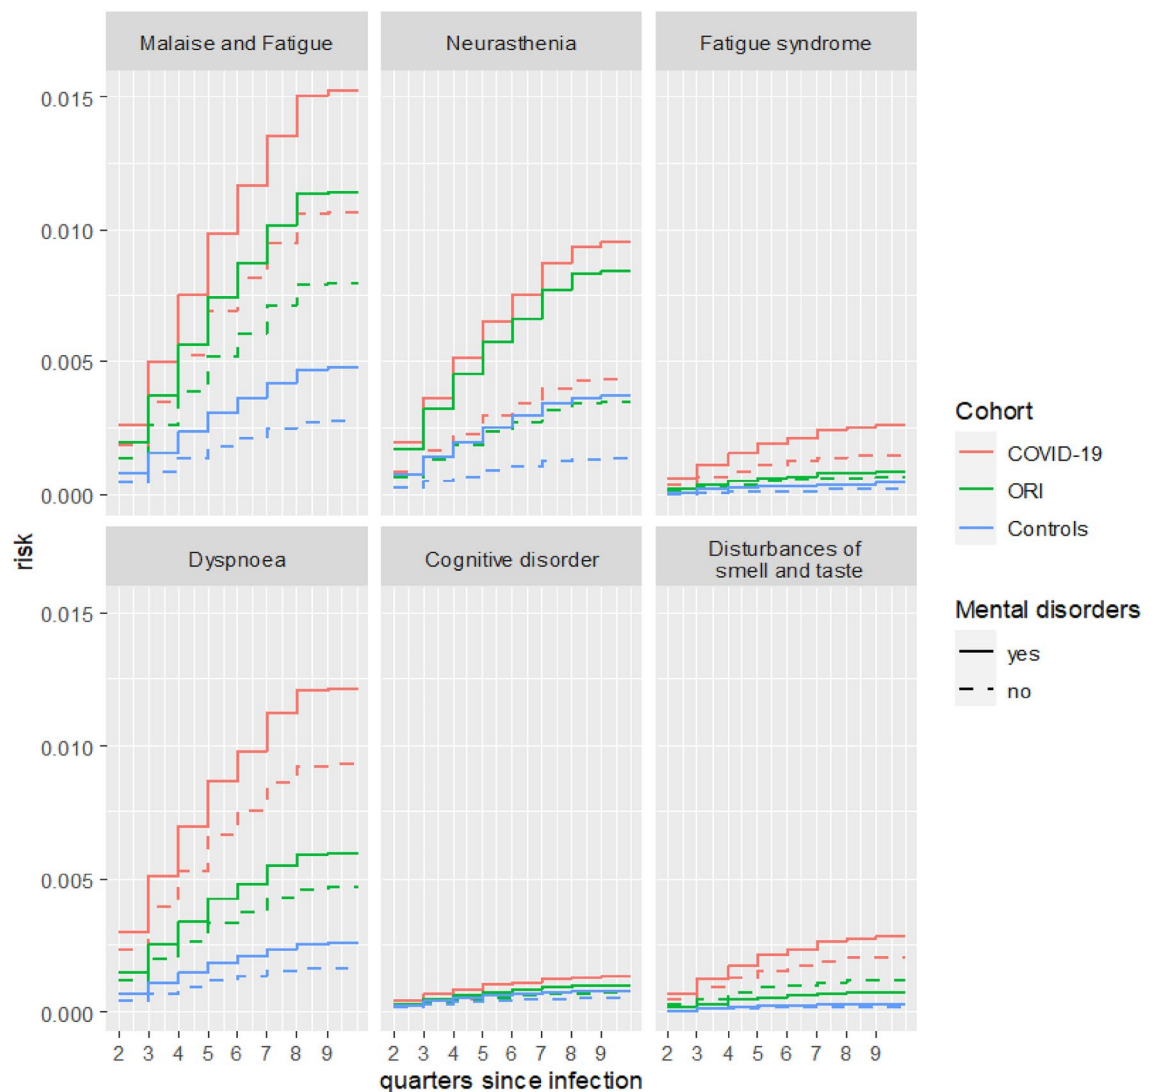 Malaise and Fatigue
Neurasthenia
Fatigue syndrome
0.015
0.010
0.005
0.000
Dyspnoea
Cognitive disorder
Disturbances of
smell and taste
0.015
0.010
0.005
0.000
2 3 4 5 6 7 8 9
2 3 4 5 6 7 8 9
2 3 4 5 6 7 8 9
risk
quarters since infection
Cohort
COVID-19
ORI
Controls
Mental disorders
yes
no